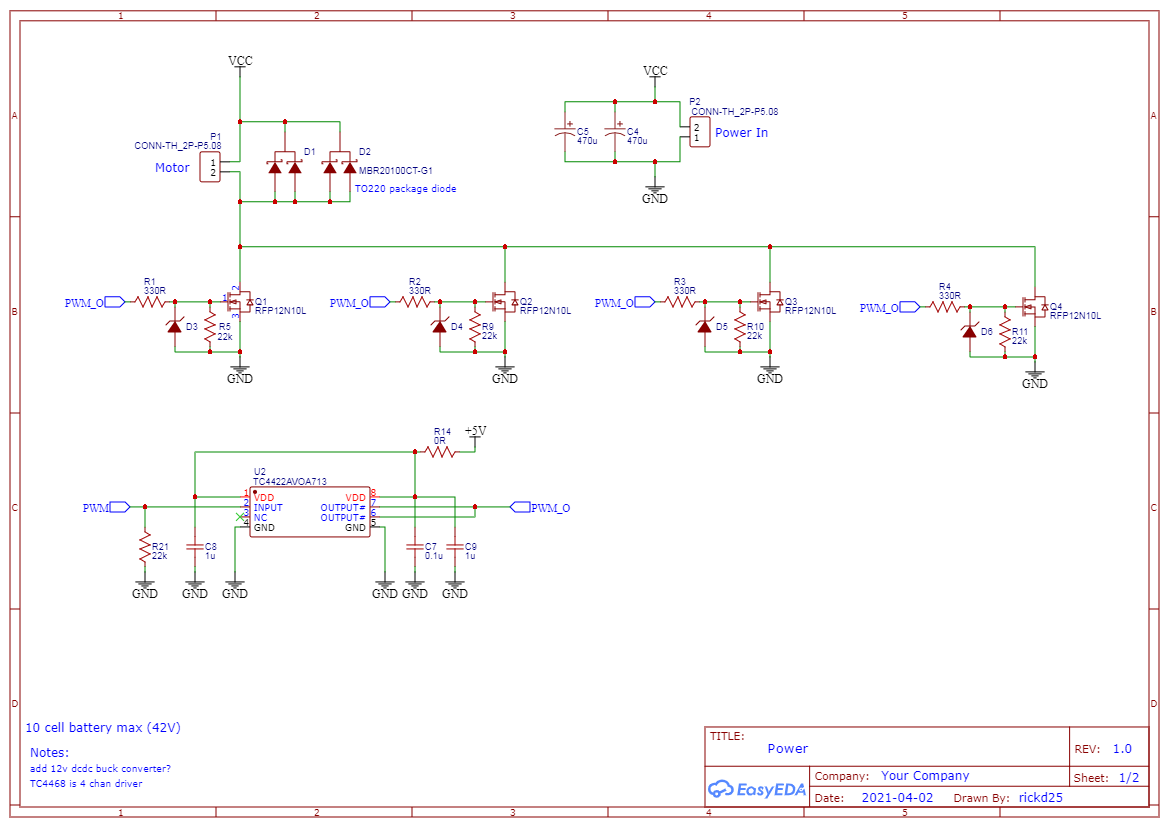 1 2 3 4 5
A A
B B
C C
D D
1 2 3 4 5
VCC
P1
CONN-TH_2P-P5.08
Motor
1
2
D1
D2
MBR20100CT-G1
TO220 package diode
VCC
C5
470u
C4
470u
P2
CONN-TH_2P-P5.08
2
1
Power In
GND
PWM_O
R1
330R
D3
R5
22k
1
2
3
Q1
RFP12N10L
GND
PWM_O
R2
330R
D4
R9
22k
Q2
RFP12N10L
GND
PWM_O
R3
330R
D5
R10
22k
Q3
RFP12N10L
GND
PWM_O
R4
330R
D6
R11
22k
Q4
RFP12N10L
GND
R14
0R
+5V
U2
TC4422AVOA713
1 VDD
2 INPUT
3 NC
4 GND
VDD 8
OUTPUT# 7
OUTPUT# 6
GND 5
PWM
PWM_O
R21
22k
C8
1u
C7
0.1u
C9
1u
GND GND GND GND GND GND
10 cell battery max (42V)
Notes:
add 12v dcdc buck converter?
TC4468 is 4 chan driver
TITLE:
Power
REV: 1.0
EasyEDA
Company: Your Company
Sheet: 1/2
Date: 2021-04-02 Drawn By: rickd25